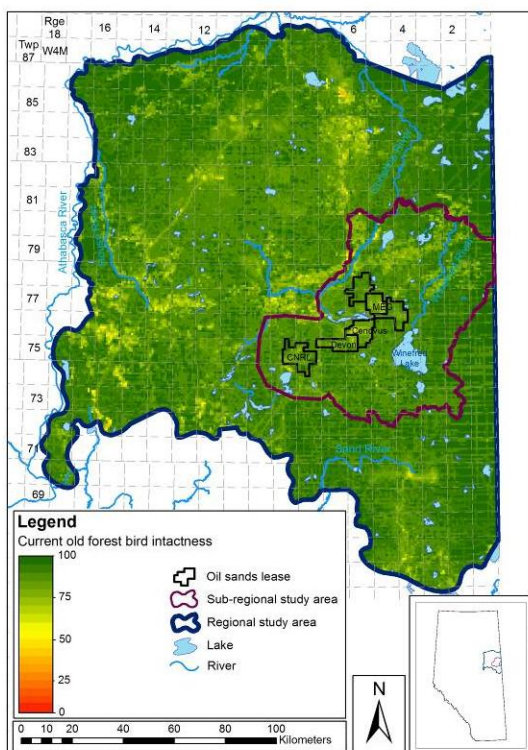 Rge
18 16 14 12 6 4 2
Twp W4M
87
85
83
81
79
77
75
73
71
69
Athabasca River
MEG
Cenovus
Devon
CNRL
Winefred
Lake
Sand River
Legend
Current old forest bird intactness
100
75
50
25
0
Oil sands lease
Sub-regional study area
Regional study area
Lake
River
N
0 10 20 40 60 80 100
Kilometers